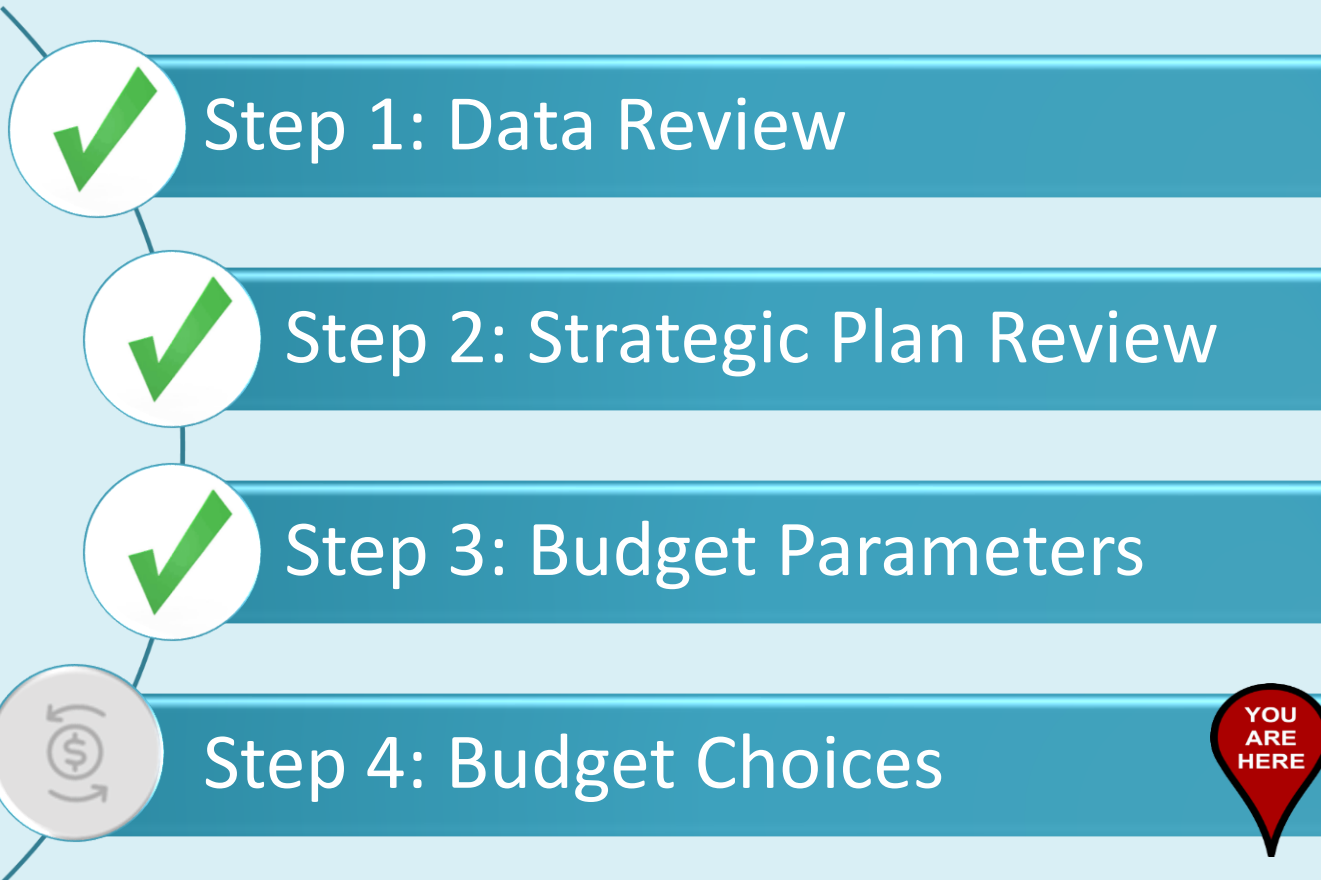 Step 1: Data Review
Step 2: Strategic Plan Review
Step 3: Budget Parameters
Step 4: Budget Choices
YOU
ARE
HERE
$